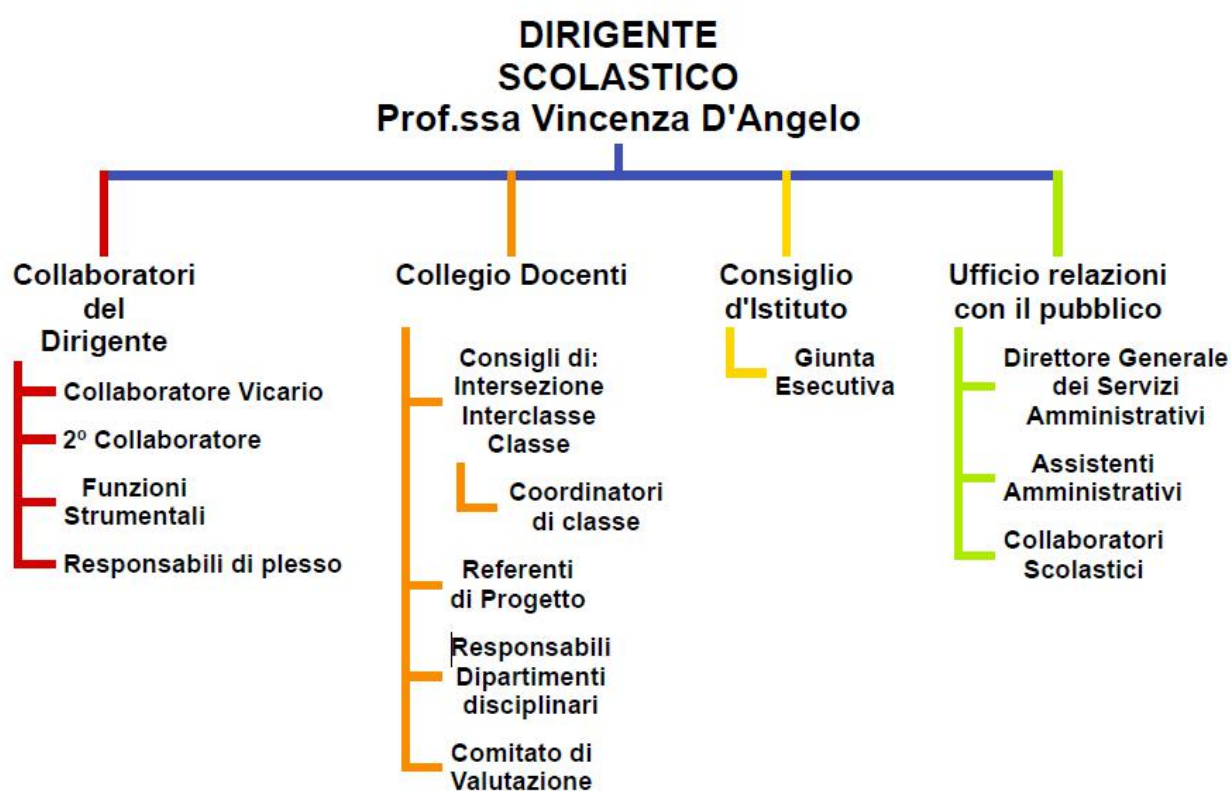 DIRIGENTE
SCOLASTICO
Prof.ssa Vincenza D'Angelo
Collaboratori
del
Dirigente
Collaboratore Vicario
2º Collaboratore
Funzioni
Strumentali
Responsabili di plesso
Collegio Docenti
Consigli di:
Intersezione
Interclasse
Classe
Coordinatori
di classe
Referenti
di Progetto
Responsabili
Dipartimenti
disciplinari
Comitato di
Valutazione
Consiglio
d'Istituto
Giunta
Esecutiva
Ufficio relazioni
con il pubblico
Direttore Generale
dei Servizi
Amministrativi
Assistenti
Amministrativi
Collaboratori
Scolastici